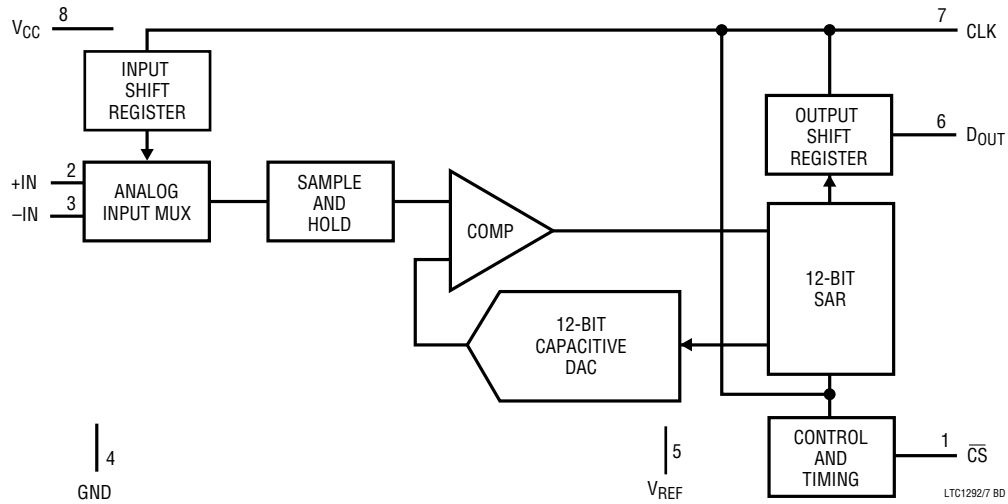 8
VCC
7
CLK
INPUT
SHIFT
REGISTER
OUTPUT
SHIFT
REGISTER
6
DOUT
2
+IN
3
–IN
ANALOG
INPUT MUX
SAMPLE
AND
HOLD
COMP
12-BIT
SAR
12-BIT
CAPACITIVE
DAC
4
GND
5
VREF
CONTROL
AND
TIMING
1
C̅S̅
LTC1292/7 BD